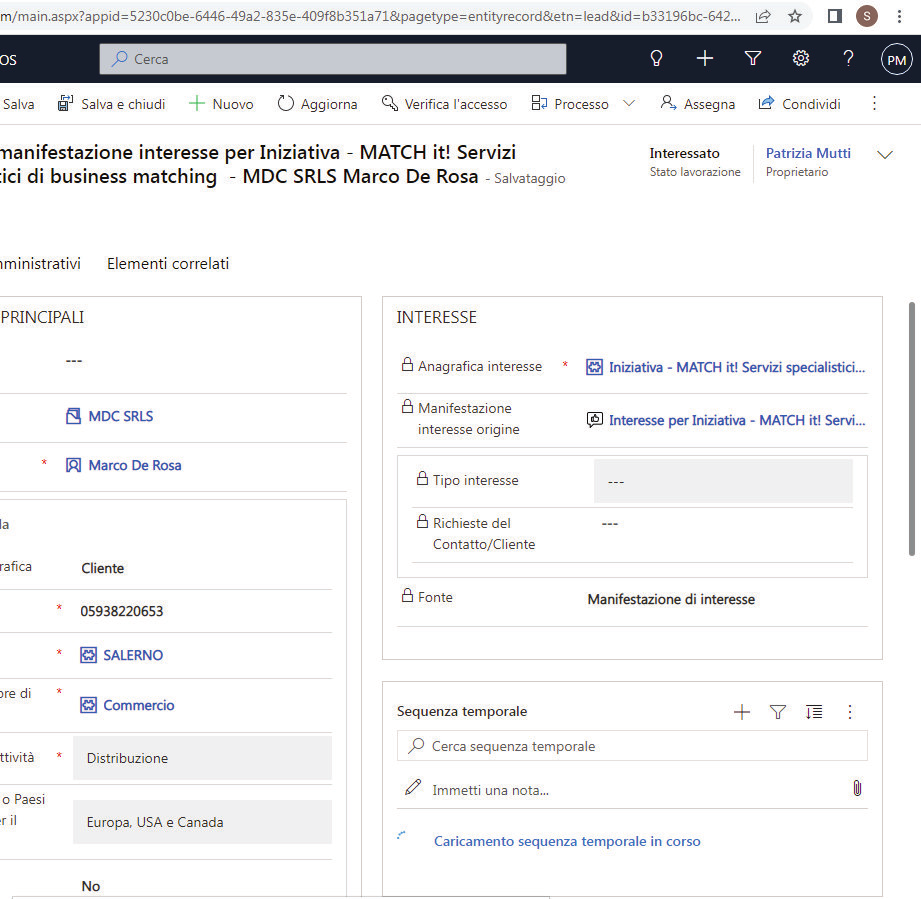 m/main.aspx?appid=5230c0be-6446-49a2-835e-409f8b351a71&pagetype=entityrecord&etn=lead&id=b33196bc-642... S
OS Cerca ? PM
Salva Salva e chiudi Nuovo Aggiorna Verifica l'accesso Processo Assegna Condividi
manifestazione interesse per Iniziativa - MATCH it! Servizi
tici di business matching - MDC SRLS Marco De Rosa - Salvataggio
Interessato
Stato lavorazione
Patrizia Mutti
Proprietario
mministrativi Elementi correlati
PRINCIPALI
---
MDC SRLS
* Marco De Rosa
la
rafica Cliente
* 05938220653
* SALERNO
ore di * Commercio
ttività * Distribuzione
o Paesi
r il
Europa, USA e Canada
No
INTERESSE
Anagrafica interesse * Iniziativa - MATCH it! Servizi specialistici...
Manifestazione
interesse origine
Interesse per Iniziativa - MATCH it! Servi...
Tipo interesse ---
Richieste del
Contatto/Cliente
---
Fonte Manifestazione di interesse
Sequenza temporale
Cerca sequenza temporale
Immetti una nota...
Caricamento sequenza temporale in corso